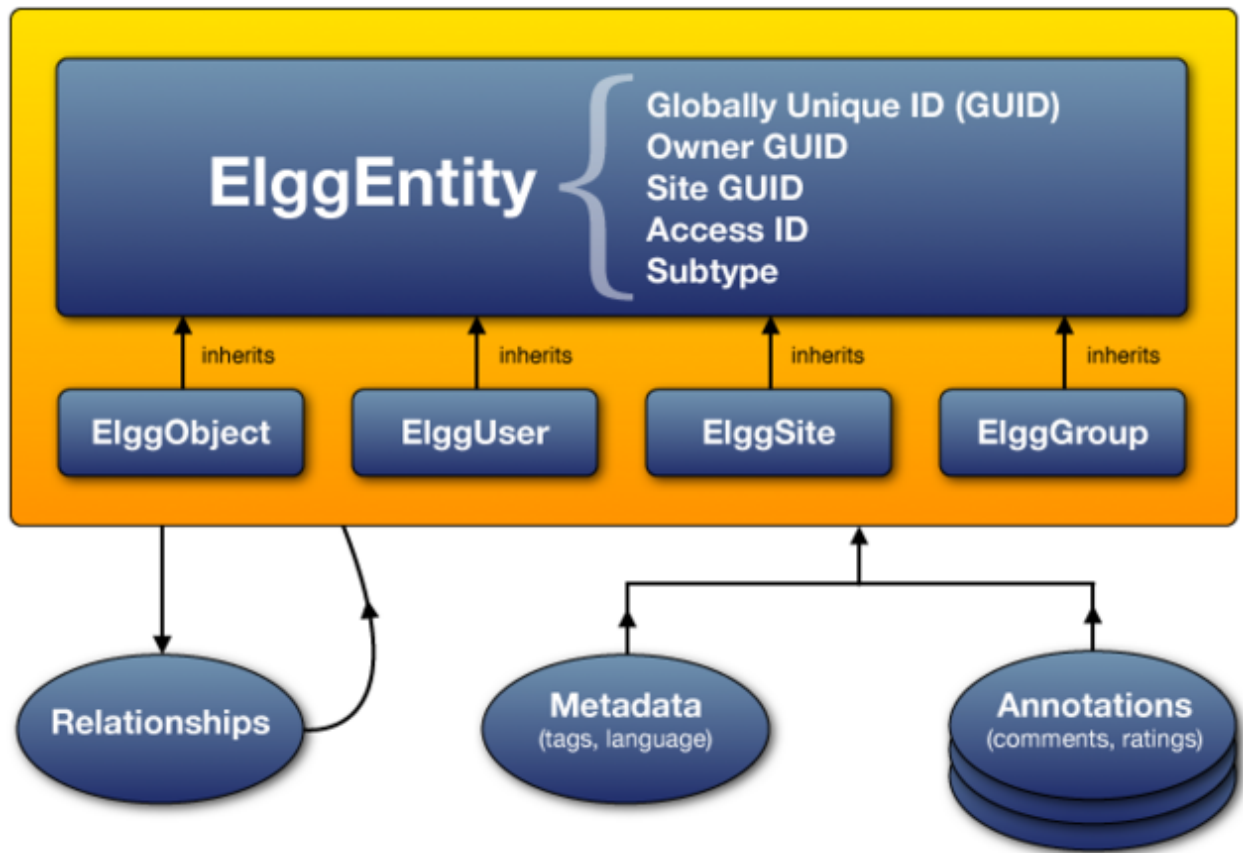 ElggEntity
Globally Unique ID (GUID)
Owner GUID
Site GUID
Access ID
Subtype
inherits
inherits
inherits
inherits
ElggObject
ElggUser
ElggSite
ElggGroup
Relationships
Metadata
(tags, language)
Annotations
(comments, ratings)